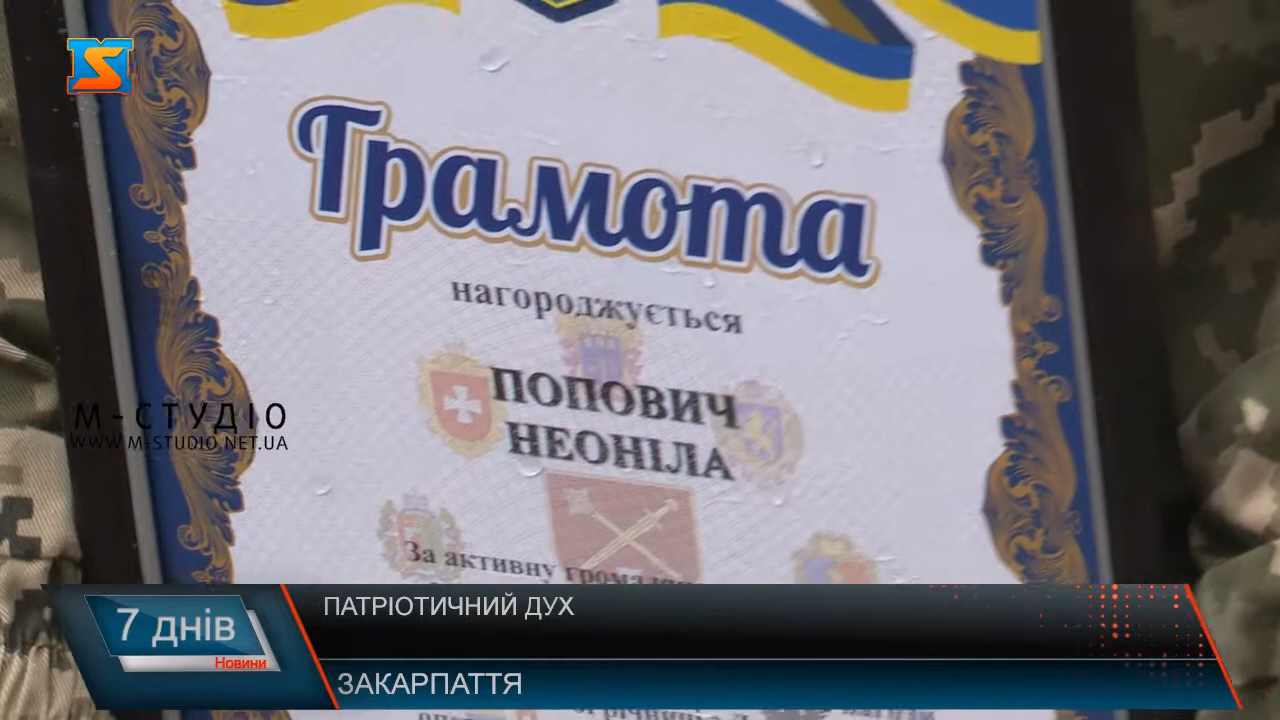 Грамота
нагороджується
ПОПОВИЧ
НЕОНІЛА
М-СТУДІО
WWW.M-STUDIO.NET.UA
За активну
7 днів
Новини
ПАТРІОТИЧНИЙ ДУХ
ЗАКАРПАТТЯ